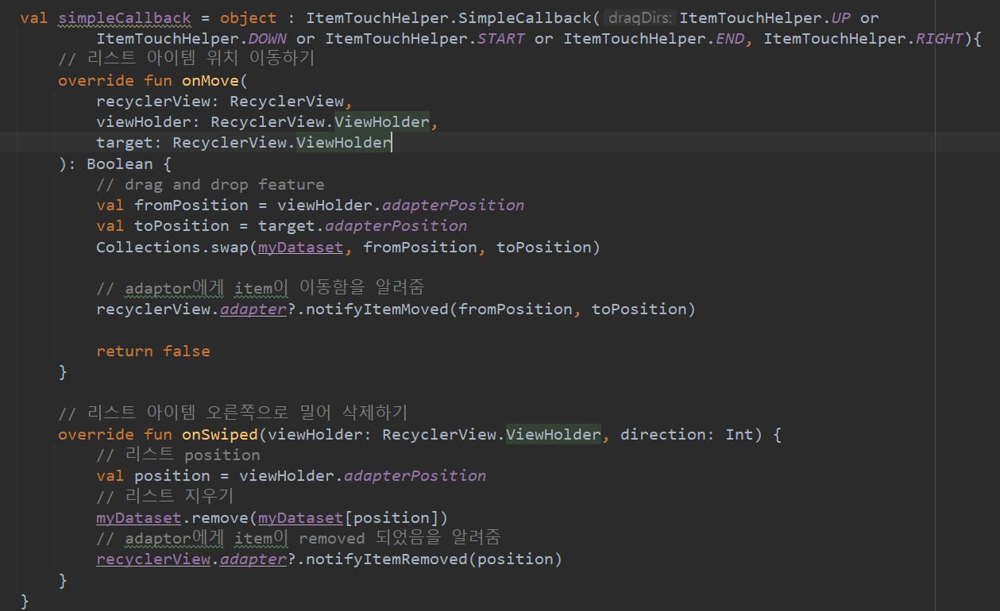 val simpleCallback = object : ItemTouchHelper.SimpleCallback( dragDirs: ItemTouchHelper.UP or
ItemTouchHelper.DOWN or ItemTouchHelper.START or ItemTouchHelper.END, ItemTouchHelper.RIGHT){
// 리스트 아이템 위치 이동하기
override fun onMove(
recyclerView: RecyclerView,
viewHolder: RecyclerView.ViewHolder,
target: RecyclerView.ViewHolder
): Boolean {
// drag and drop feature
val fromPosition = viewHolder.adapterPosition
val toPosition = target.adapterPosition
Collections.swap(myDataset, fromPosition, toPosition)
// adaptor에게 item이 이동함을 알려줌
recyclerView.adapter?.notifyItemMoved(fromPosition, toPosition)
return false
}
// 리스트 아이템 오른쪽으로 밀어 삭제하기
override fun onSwiped(viewHolder: RecyclerView.ViewHolder, direction: Int) {
// 리스트 position
val position = viewHolder.adapterPosition
// 리스트 지우기
myDataset.remove(myDataset[position])
// adaptor에게 item이 removed 되었음을 알려줌
recyclerView.adapter?.notifyItemRemoved(position)
}
}